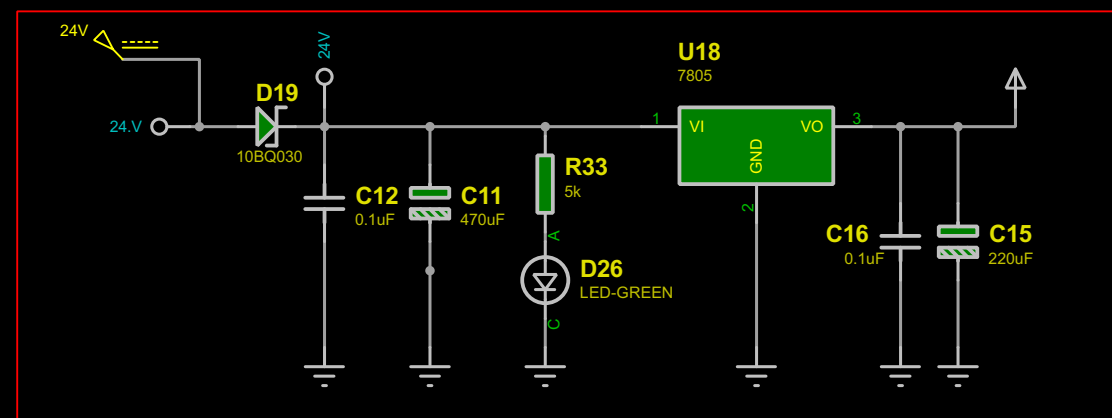 24V
24V
U18
7805
D19
24.V
10BQ030
1
VI
VO
3
GND
2
R33
5k
C12
0.1uF
C11
470uF
A
D26
LED-GREEN
C
C16
0.1uF
C15
220uF